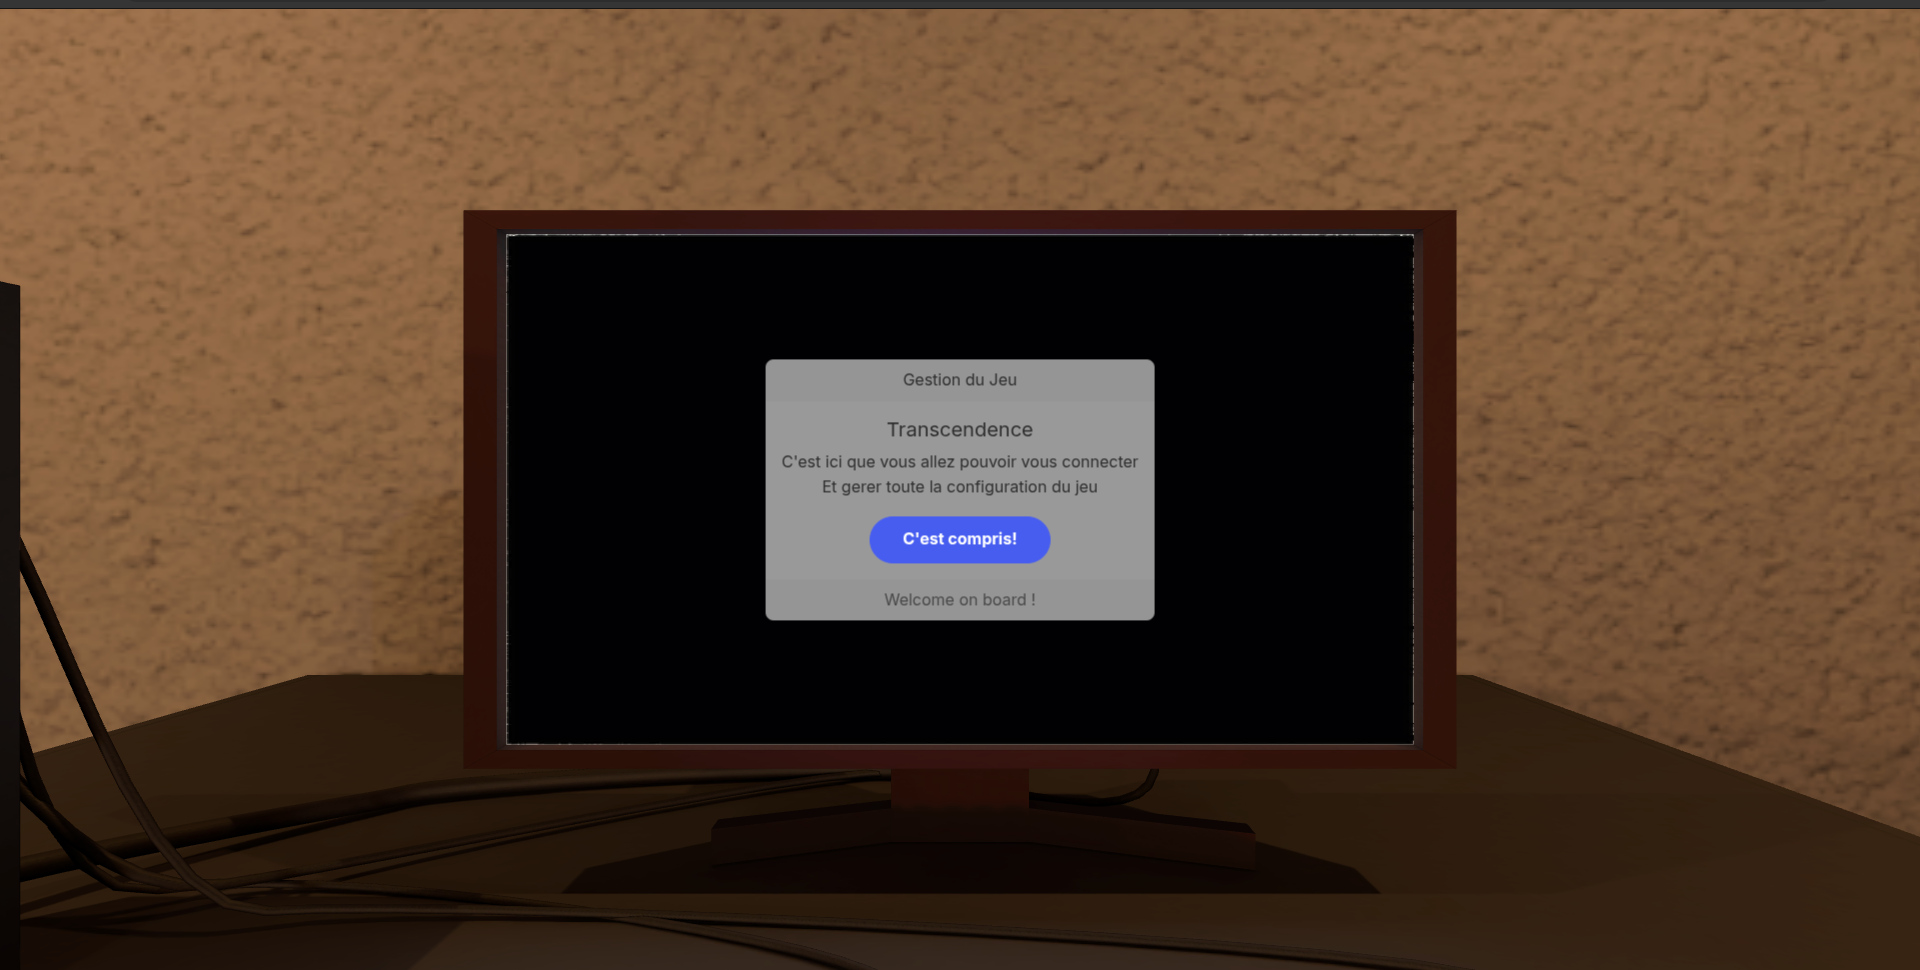 Gestion du Jeu
Transcendence
C'est ici que vous allez pouvoir vous connecter
Et gerer toute la configuration du jeu
C'est compris!
Welcome on board !